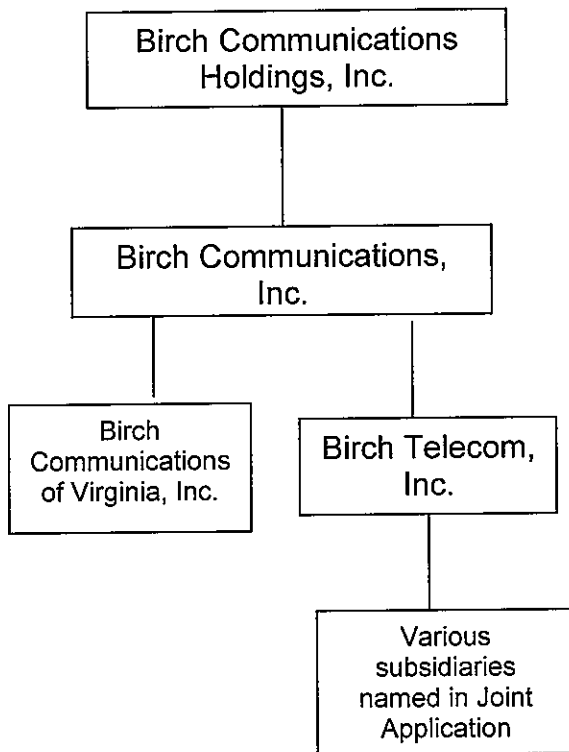 Birch Communications
Holdings, Inc.
Birch Communications,
Inc.
Birch
Communications
of Virginia, Inc.
Birch Telecom,
Inc.
Various
subsidiaries
named in Joint
Application